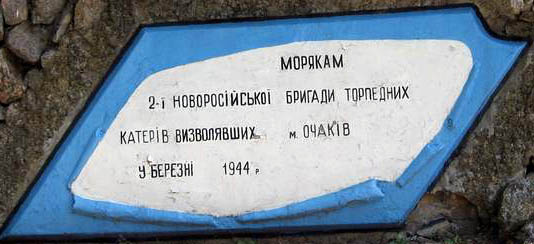 МОРЯКАМ
2-ї НОВОРОСІЙСЬКОЇ БРИГАДИ ТОРПЕДНИХ
КАТЕРІВ ВИЗВОЛЯВШИХ м. ОЧАКІВ
У БЕРЕЗНІ 1944 р